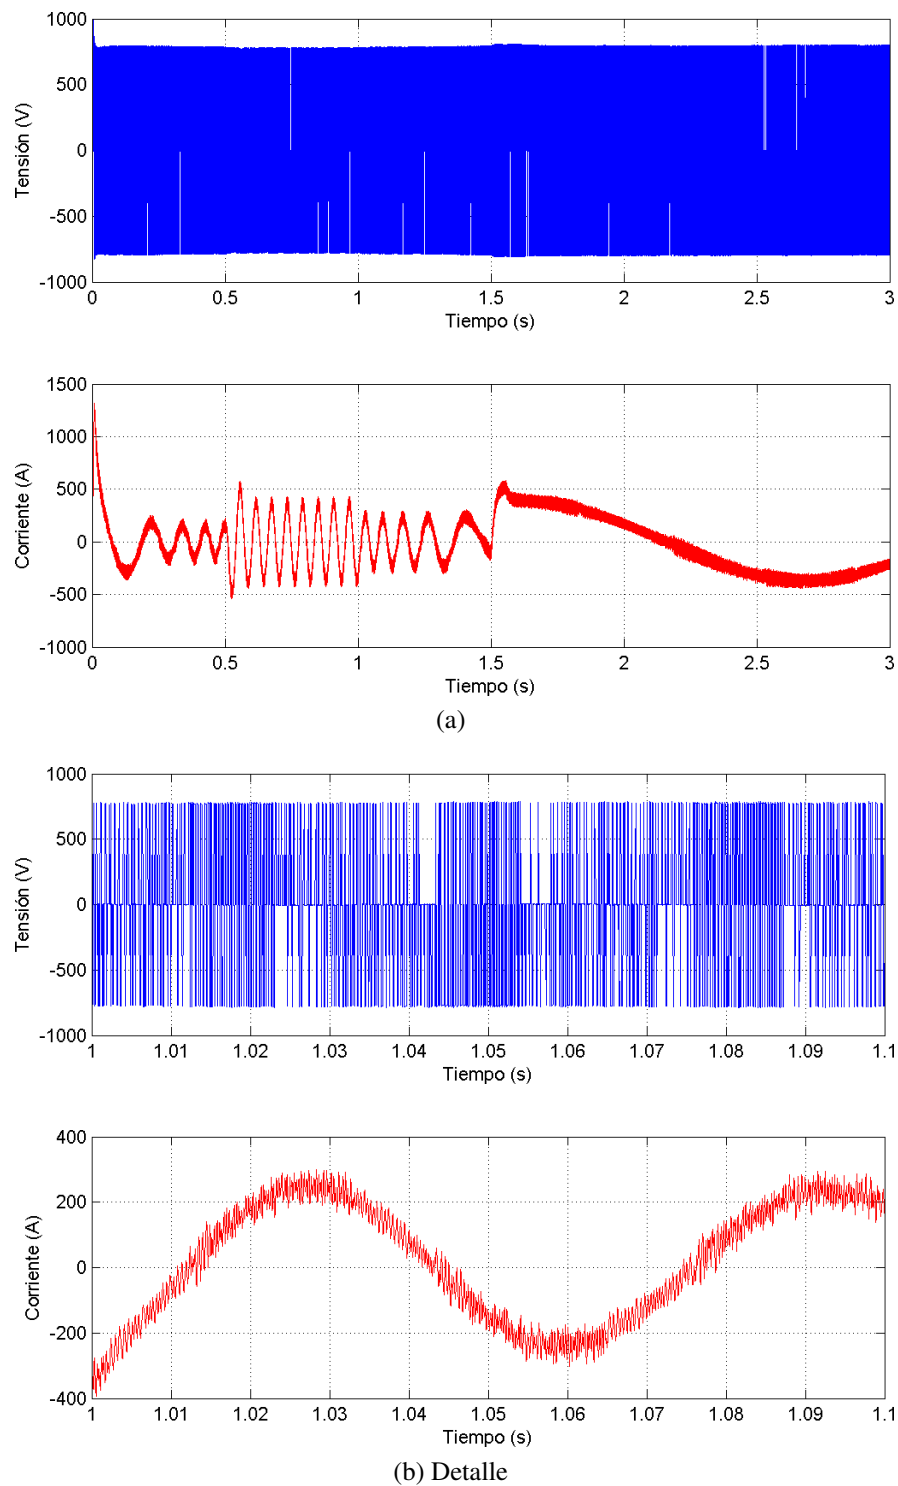 1000
500
0
-500
-1000
Tensión (V)
0 0.5 1 1.5 2 2.5 3
Tiempo (s)
1500
1000
500
0
-500
-1000
Corriente (A)
0 0.5 1 1.5 2 2.5 3
Tiempo (s)
(a)
1000
500
0
-500
-1000
Tensión (V)
1 1.01 1.02 1.03 1.04 1.05 1.06 1.07 1.08 1.09 1.1
Tiempo (s)
400
200
0
-200
-400
Corriente (A)
1 1.01 1.02 1.03 1.04 1.05 1.06 1.07 1.08 1.09 1.1
Tiempo (s)
(b) Detalle